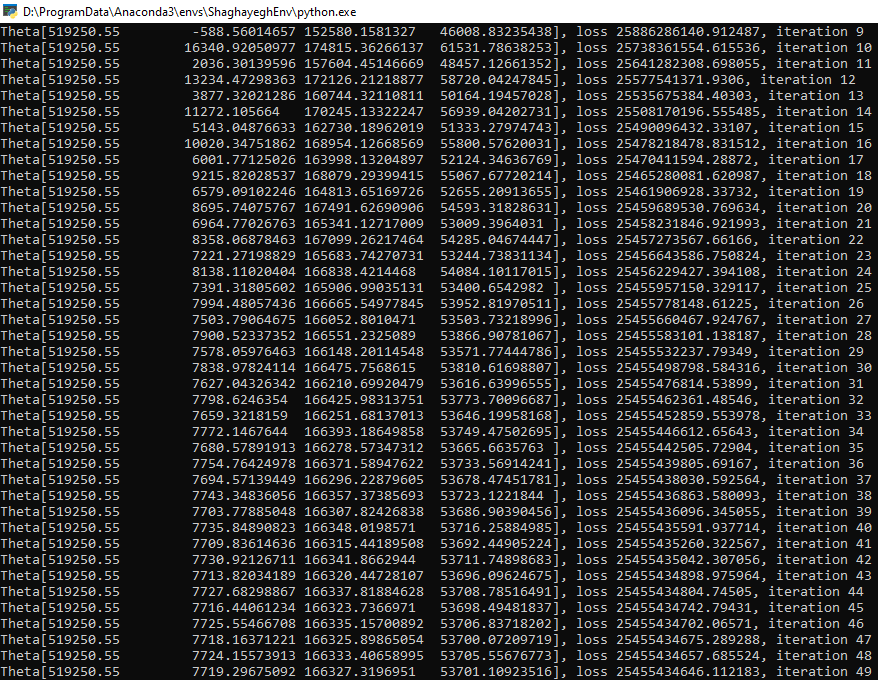 D:\ProgramData\Anaconda3\envs\ShaghayeghEnv\python.exe
Theta[519250.55 -588.56014657 152580.1581327 46008.83235438], loss 25886286140.912487, iteration 9
Theta[519250.55 16340.92050977 174815.36266137 61531.78638253], loss 25738361554.615536, iteration 10
Theta[519250.55 2036.30139596 157604.45146669 48457.12661352], loss 25641282308.698055, iteration 11
Theta[519250.55 13234.47298363 172126.21218877 58720.04247845], loss 25577541371.9306, iteration 12
Theta[519250.55 3877.32021286 160744.32110811 50164.19457028], loss 25535675384.40303, iteration 13
Theta[519250.55 11272.105664 170245.13322247 56939.04202731], loss 25508170196.555485, iteration 14
Theta[519250.55 5143.04876633 162730.18962019 51333.27974743], loss 25490096432.33107, iteration 15
Theta[519250.55 10020.34751862 168954.12668569 55800.57620031], loss 25478218478.831512, iteration 16
Theta[519250.55 6001.77125026 163998.13204897 52124.34636769], loss 25470411594.28872, iteration 17
Theta[519250.55 9215.82028537 168079.29399415 55067.67720214], loss 25465280081.620987, iteration 18
Theta[519250.55 6579.09102246 164813.65169726 52655.20913655], loss 25461906928.33732, iteration 19
Theta[519250.55 8695.74075767 167491.62690906 54593.31828631], loss 25459689530.769634, iteration 20
Theta[519250.55 6964.77026763 165341.12717009 53009.3964031 ], loss 25458231846.921993, iteration 21
Theta[519250.55 8358.06878463 167099.26217464 54285.04674447], loss 25457273567.66166, iteration 22
Theta[519250.55 7221.27198829 165683.74270731 53244.73831134], loss 25456643586.750824, iteration 23
Theta[519250.55 8138.11020404 166838.4214468 54084.10117015], loss 25456229427.394108, iteration 24
Theta[519250.55 7391.31805602 165906.99035131 53400.6542982 ], loss 25455957150.329117, iteration 25
Theta[519250.55 7994.48057436 166665.54977845 53952.81970511], loss 25455778148.61225, iteration 26
Theta[519250.55 7503.79064675 166052.8010471 53503.73218996], loss 25455660467.924767, iteration 27
Theta[519250.55 7900.52337352 166551.2325089 53866.90781067], loss 25455583101.138187, iteration 28
Theta[519250.55 7578.05976463 166148.20114548 53571.77444786], loss 25455532237.79349, iteration 29
Theta[519250.55 7838.97824114 166475.7568615 53810.61698807], loss 25455498798.584316, iteration 30
Theta[519250.55 7627.04326342 166210.69920479 53616.63996555], loss 25455476814.53899, iteration 31
Theta[519250.55 7798.6246354 166425.98313751 53773.70096687], loss 25455462361.48546, iteration 32
Theta[519250.55 7659.3218159 166251.68137013 53646.19958168], loss 25455452859.553978, iteration 33
Theta[519250.55 7772.1467644 166393.18649858 53749.47502695], loss 25455446612.65643, iteration 34
Theta[519250.55 7680.57891913 166278.57347312 53665.6635763 ], loss 25455442505.72904, iteration 35
Theta[519250.55 7754.76424978 166371.58947622 53733.56914241], loss 25455439805.69167, iteration 36
Theta[519250.55 7694.57139449 166296.22879605 53678.47451781], loss 25455438030.592564, iteration 37
Theta[519250.55 7743.34836056 166357.37385693 53723.1221844 ], loss 25455436863.580093, iteration 38
Theta[519250.55 7703.77885048 166307.82426838 53686.90390456], loss 25455436096.345055, iteration 39
Theta[519250.55 7735.84890823 166348.0198571 53716.25884985], loss 25455435591.937714, iteration 40
Theta[519250.55 7709.83614636 166315.44189508 53692.44905224], loss 25455435260.322567, iteration 41
Theta[519250.55 7730.92126711 166341.8662944 53711.74898683], loss 25455435042.307056, iteration 42
Theta[519250.55 7713.82034189 166320.44728107 53696.09624675], loss 25455434898.975964, iteration 43
Theta[519250.55 7727.68298867 166337.81884628 53708.78516491], loss 25455434804.74505, iteration 44
Theta[519250.55 7716.44061234 166323.7366971 53698.49481837], loss 25455434742.79431, iteration 45
Theta[519250.55 7725.55466708 166335.15700892 53706.83718202], loss 25455434702.06571, iteration 46
Theta[519250.55 7718.16371221 166325.89865054 53700.07209719], loss 25455434675.289288, iteration 47
Theta[519250.55 7724.15573913 166333.40658995 53705.55676773], loss 25455434657.685524, iteration 48
Theta[519250.55 7719.29675092 166327.3196951 53701.10923516], loss 25455434646.112183, iteration 49